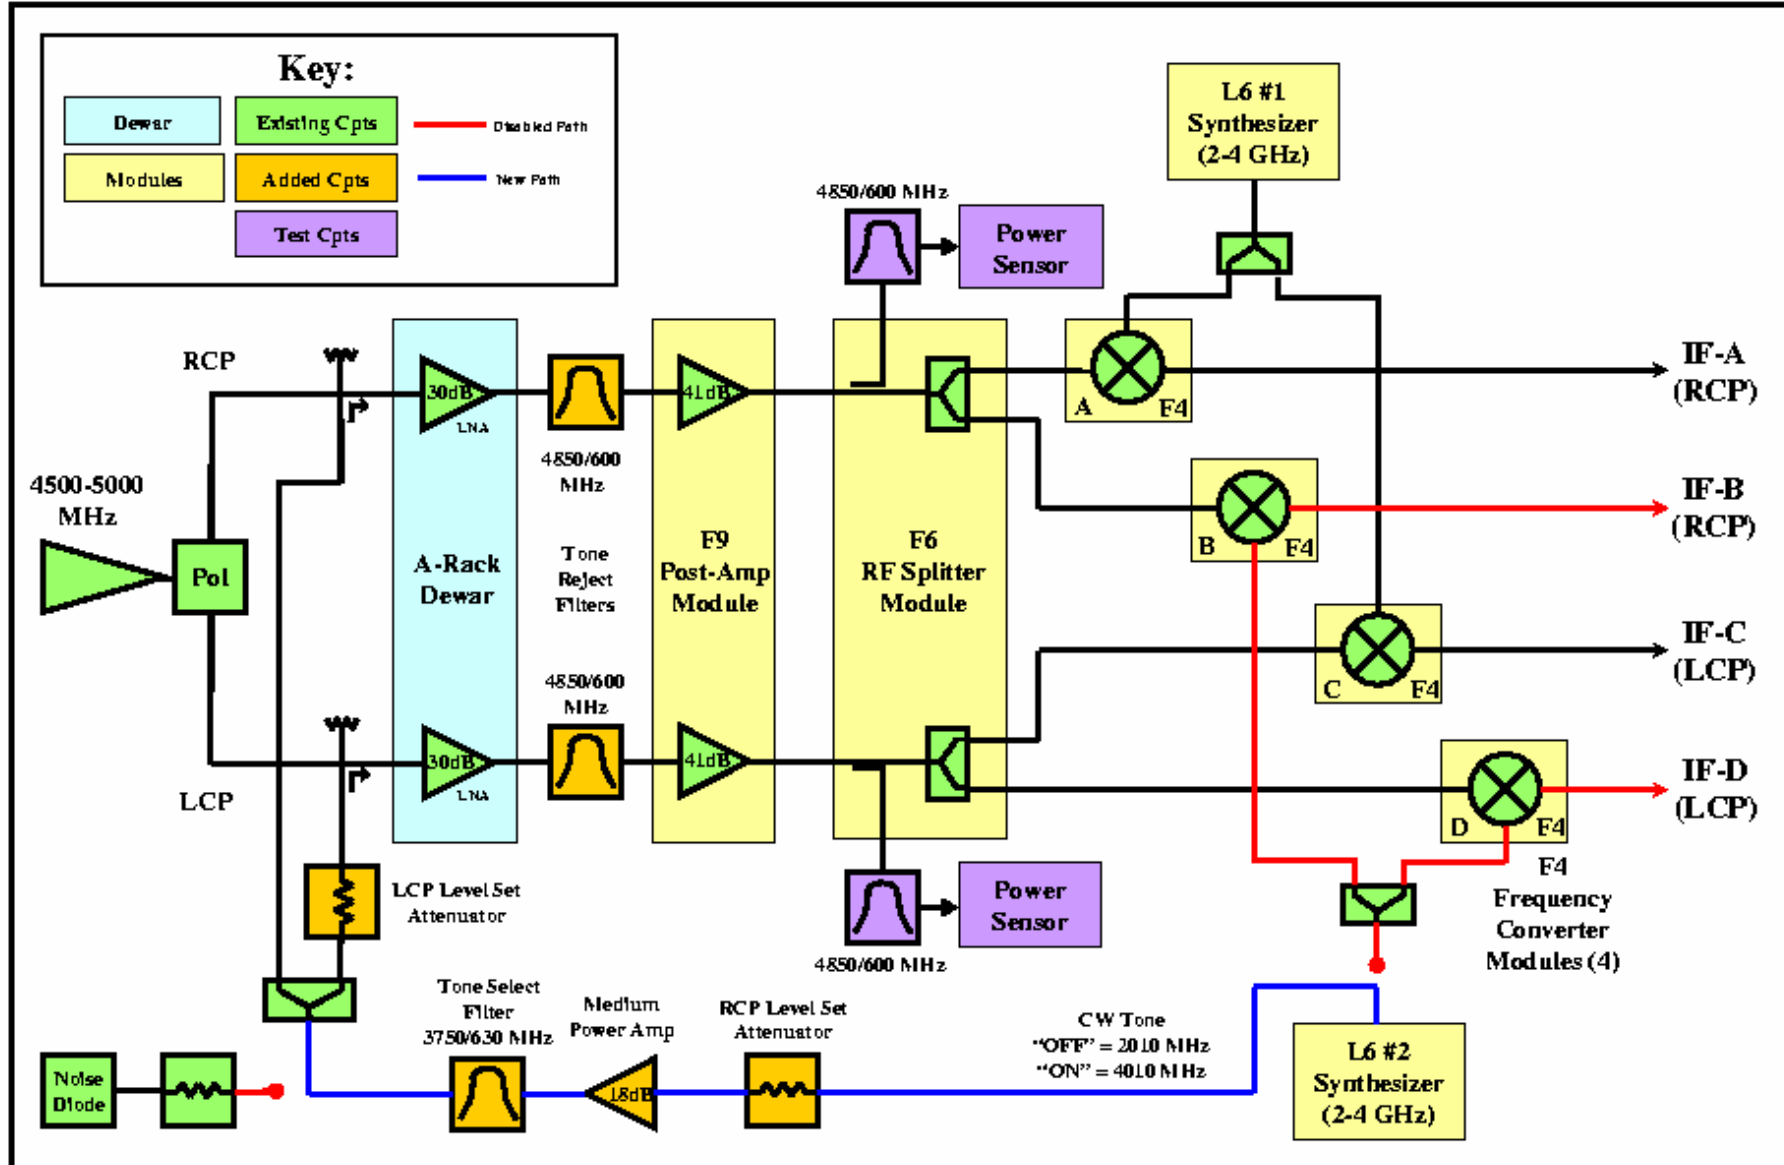 Key:
Dewar
Existing Cpts
Disabled Path
Modules
Added Cpts
New Path
Test Cpts
L6 #1
Synthesizer
(2-4 GHz)
4850/600 MHz
Power
Sensor
RCP
30dB
LNA
4850/600
MHz
41dB
A
F4
IF-A
(RCP)
4500-5000
MHz
Pol
A-Rack
Dewar
Tone
Reject
Filters
F9
Post-Amp
Module
F6
RF Splitter
Module
B
F4
IF-B
(RCP)
C
F4
IF-C
(LCP)
LCP
30dB
LNA
4850/600
MHz
41dB
D
F4
IF-D
(LCP)
F4
Frequency
Converter
Modules (4)
LCP Level Set
Attenuator
Power
Sensor
4850/600 MHz
Tone Select
Filter
3750/630 MHz
Medium
Power Amp
18dB
RCP Level Set
Attenuator
CW Tone
“OFF” = 2010 MHz
“ON” = 4010 MHz
L6 #2
Synthesizer
(2-4 GHz)
Noise
Diode